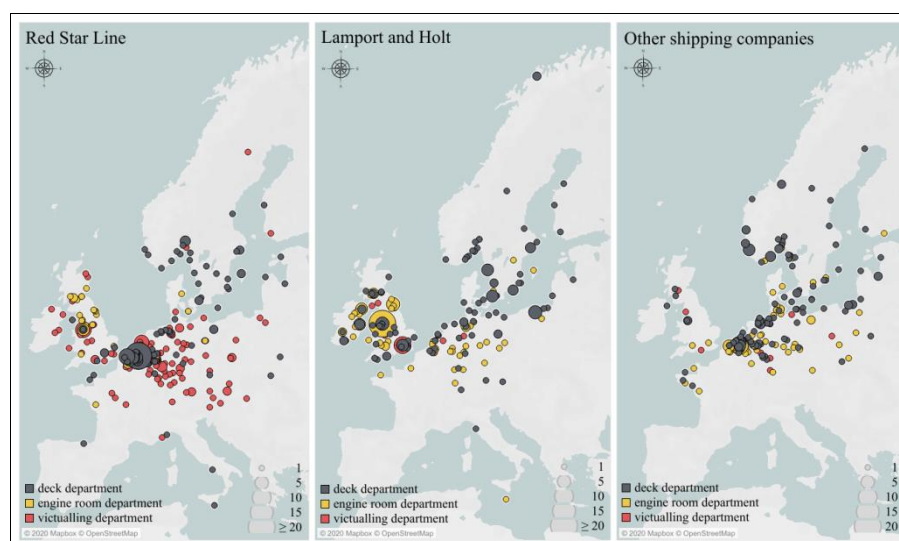 Red Star Line
1
5
10
15
≥ 20
deck department
engine room department
victualling department
© 2020 Mapbox © OpenStreetMap
Lamport and Holt
1
5
10
15
≥ 20
deck department
engine room department
victualling department
© 2020 Mapbox © OpenStreetMap
Other shipping companies
1
5
10
15
≥ 20
deck department
engine room department
victualling department
© 2020 Mapbox © OpenStreetMap